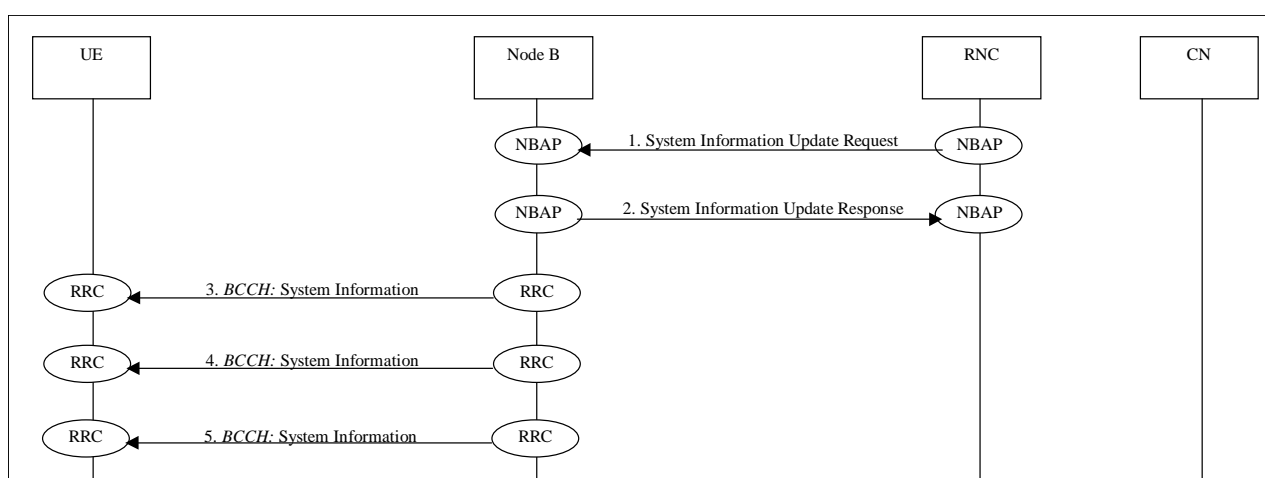 UE
Node B
RNC
CN
NBAP
1. System Information Update Request
NBAP
NBAP
2. System Information Update Response
NBAP
RRC
3. BCCH: System Information
RRC
RRC
4. BCCH: System Information
RRC
RRC
5. BCCH: System Information
RRC